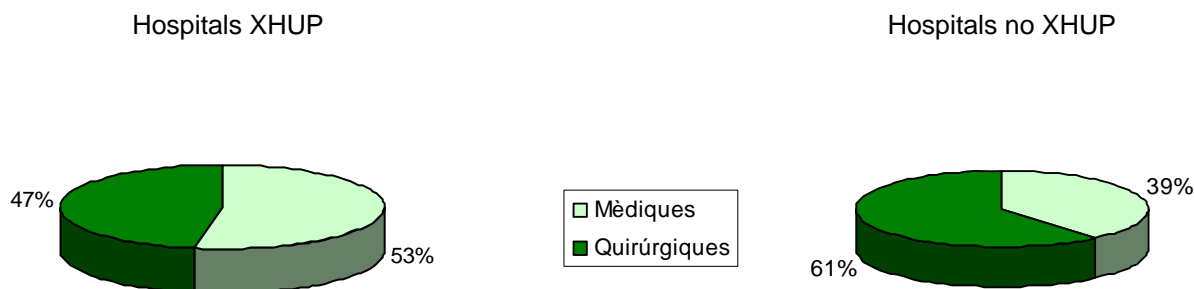 Hospitals XHUP
47%
53%
Mèdiques
Quirúrgiques
Hospitals no XHUP
39%
61%